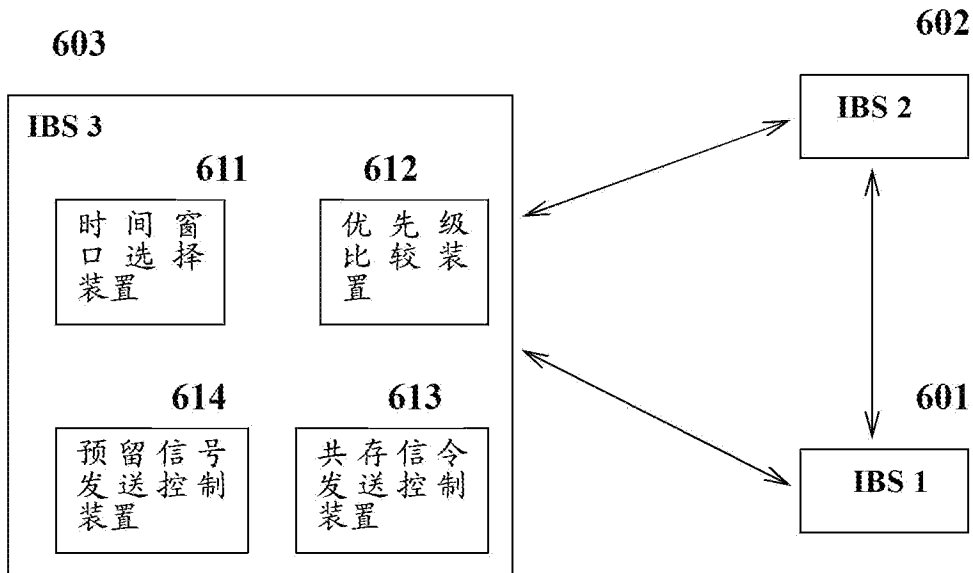 603
602
IBS 3
IBS 2
611
612
时间窗
口选择
装置
优先级
比较装
置
614
613
601
预留信号
发送控制
装置
共存信令
发送控制
装置
IBS 1